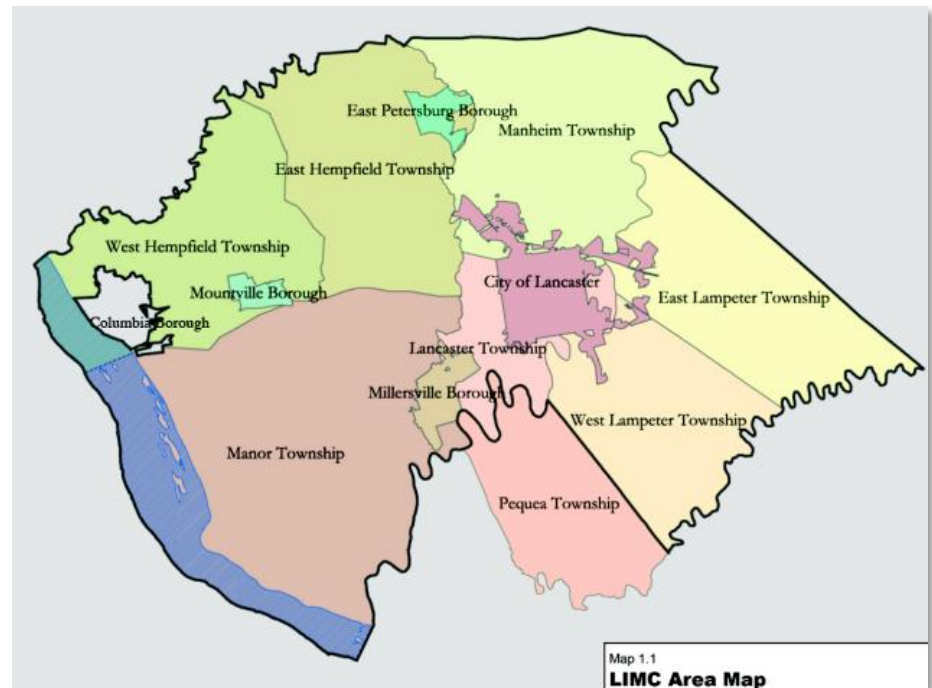 East Petersburg Borough
Manheim Township
East Hempfield Township
West Hempfield Township
City of Lancaster
Mountville Borough
East Lampeter Township
Columbia Borough
Lancaster Township
Millersville Borough
West Lampeter Township
Manor Township
Pequea Township
Map 1.1
LIMC Area Map